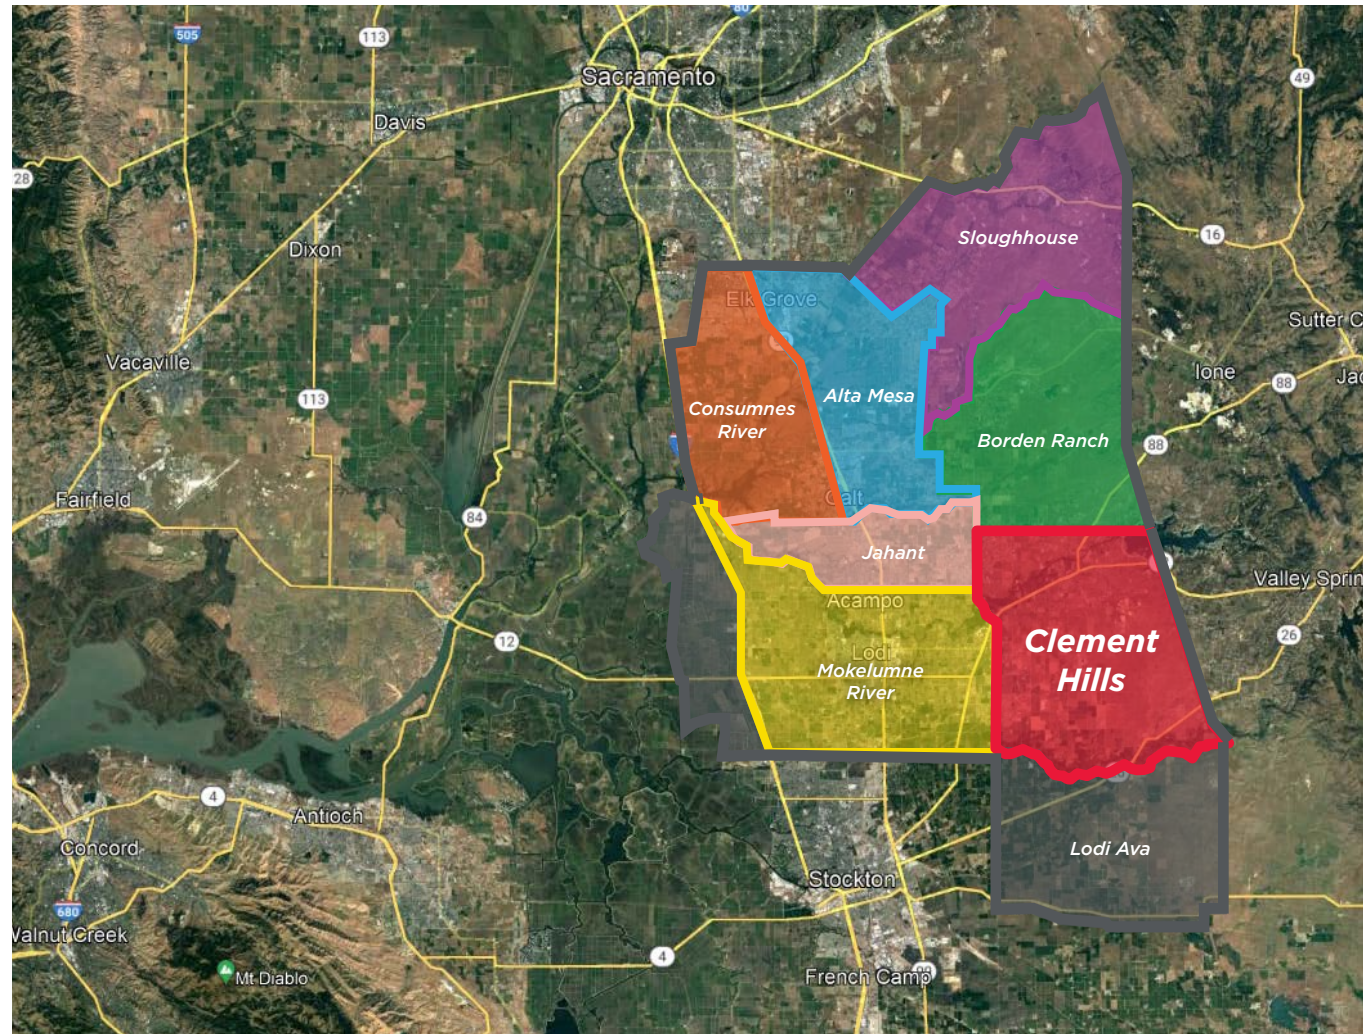 80
505
113
Sacramento
49
Davis
28
Sloughhouse
16
Dixon
Elk Grove
Sutter C
Vacaville
Ione
88
Jac
113
Alta Mesa
Consumnes
River
Borden Ranch
88
Fairfield
Galt
84
Jahant
Valley Sprin
Acampo
12
26
Clement
Hills
Lodi
Mokelumne
River
4
Antioch
Concord
Lodi Ava
Stockton
680
Walnut Creek
4
Mt Diablo
French Camp